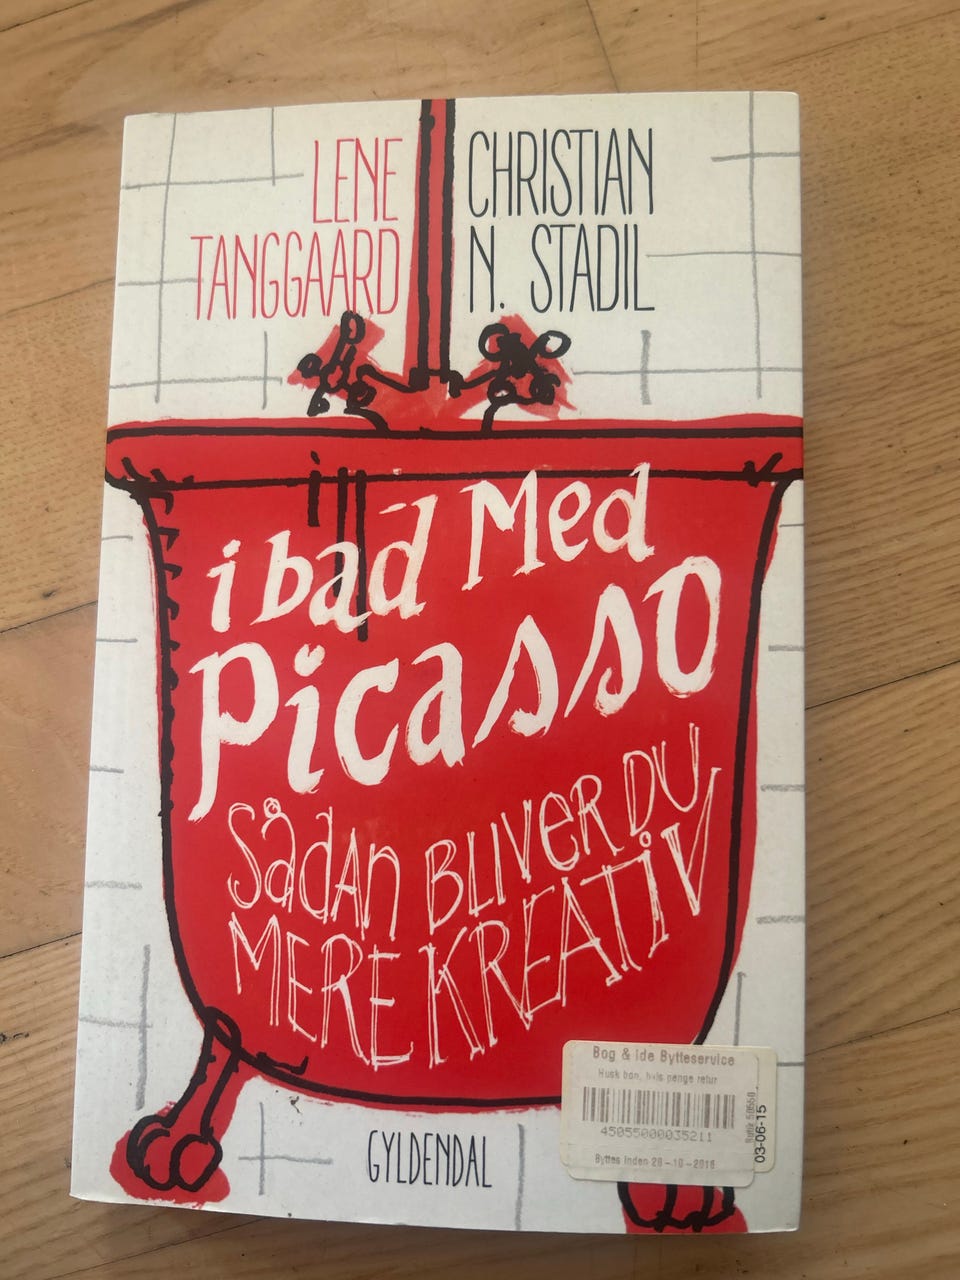 LENE
TANGGAARD
CHRISTIAN
N. STADIL
i bad Med
Picasso
SådAN BLIVER DU
MERE KREATIV
GYLDENDAL
Bog & ide Bytteservice
Husk bon, hvis penge retur
45055000035211
Byttes inden 28-10-2016
03-06-15